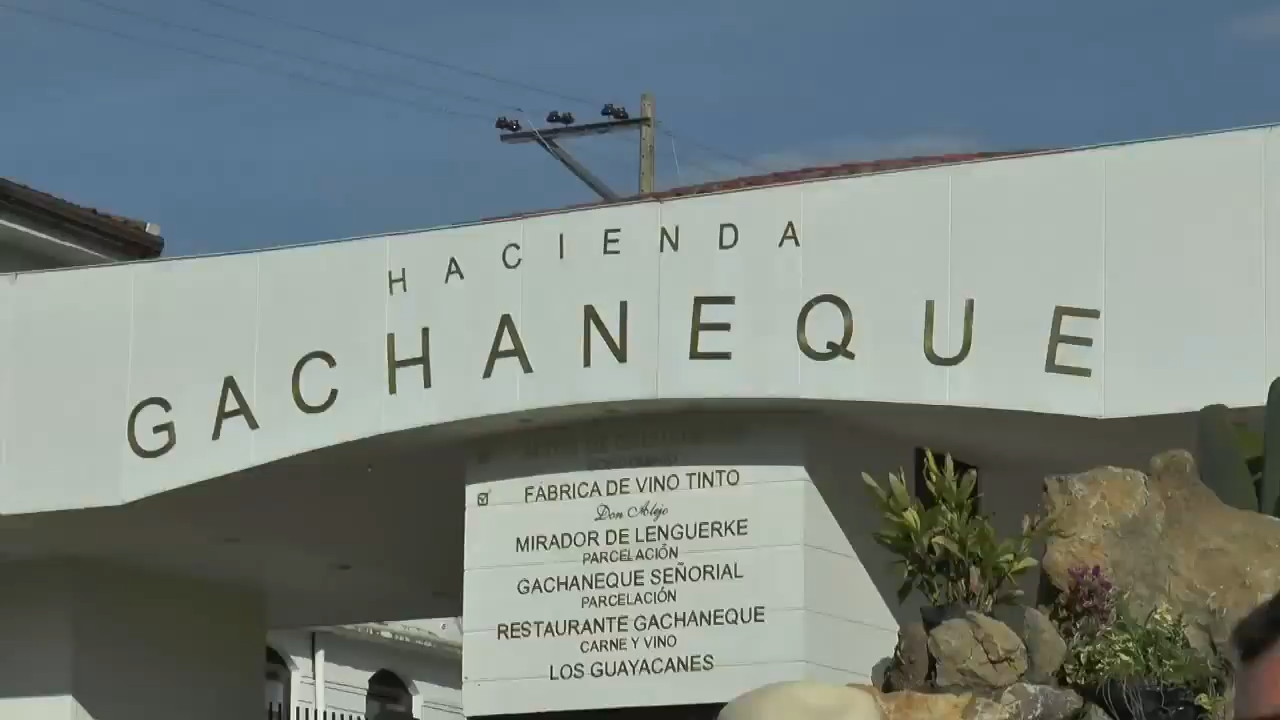 HACIENDA
GACHANEQUE
FABRICA DE VINO TINTO
Don Alejo
MIRADOR DE LENGUERKE
PARCELACIÓN
GACHANEQUE SEÑORIAL
PARCELACIÓN
RESTAURANTE GACHANEQUE
CARNE Y VINO
LOS GUAYACANES